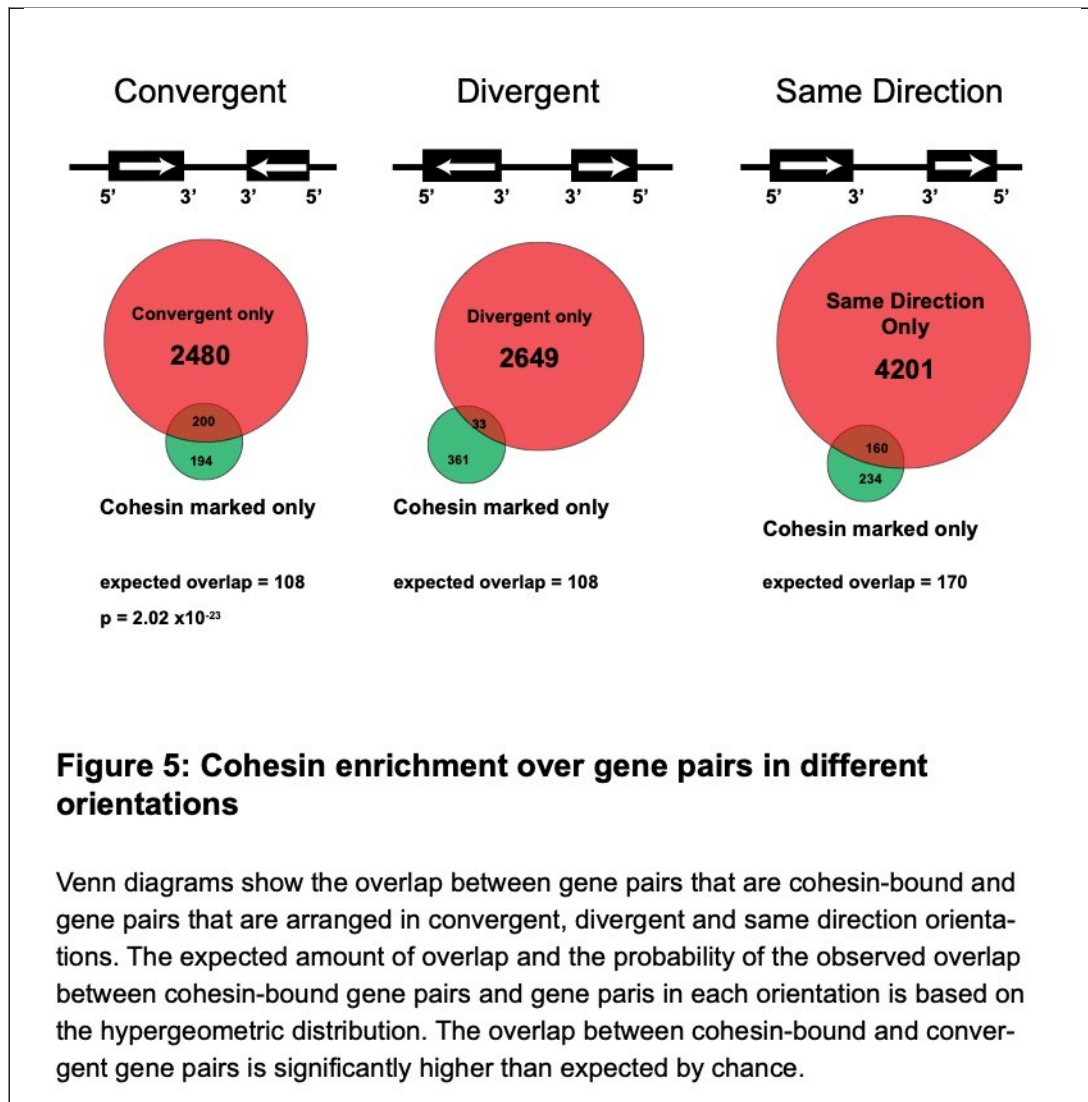 Convergent
Divergent
Same Direction
5’ 3’ 3’ 5’
5’ 3’ 3’ 5’
5’ 3’ 3’ 5’
Convergent only
2480
200
194
Cohesin marked only
expected overlap = 108
p = 2.02 x10-23
Divergent only
2649
33
361
Cohesin marked only
expected overlap = 108
Same Direction
Only
4201
160
234
Cohesin marked only
expected overlap = 170
Figure 5: Cohesin enrichment over gene pairs in different
orientations
Venn diagrams show the overlap between gene pairs that are cohesin-bound and
gene pairs that are arranged in convergent, divergent and same direction orienta-
tions. The expected amount of overlap and the probability of the observed overlap
between cohesin-bound gene pairs and gene paris in each orientation is based on
the hypergeometric distribution. The overlap between cohesin-bound and conver-
gent gene pairs is significantly higher than expected by chance.